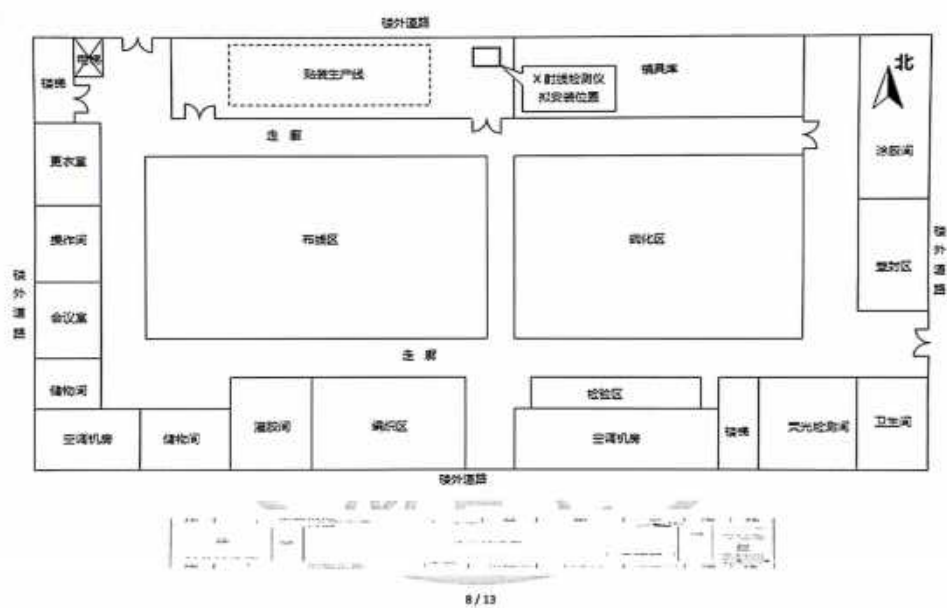 楼外道路
电梯
楼梯
贴装生产线
X射线检测仪
拟安装位置
模具库
北
走 廊
更衣室
涂胶间
操作间
布线区
硫化区
楼外道路
塑封区
楼外道路
会议室
走 廊
储物间
检验区
空调机房
储物间
灌胶间
编织区
空调机房
楼梯
荧光检测间
卫生间
楼外道路
8 / 13